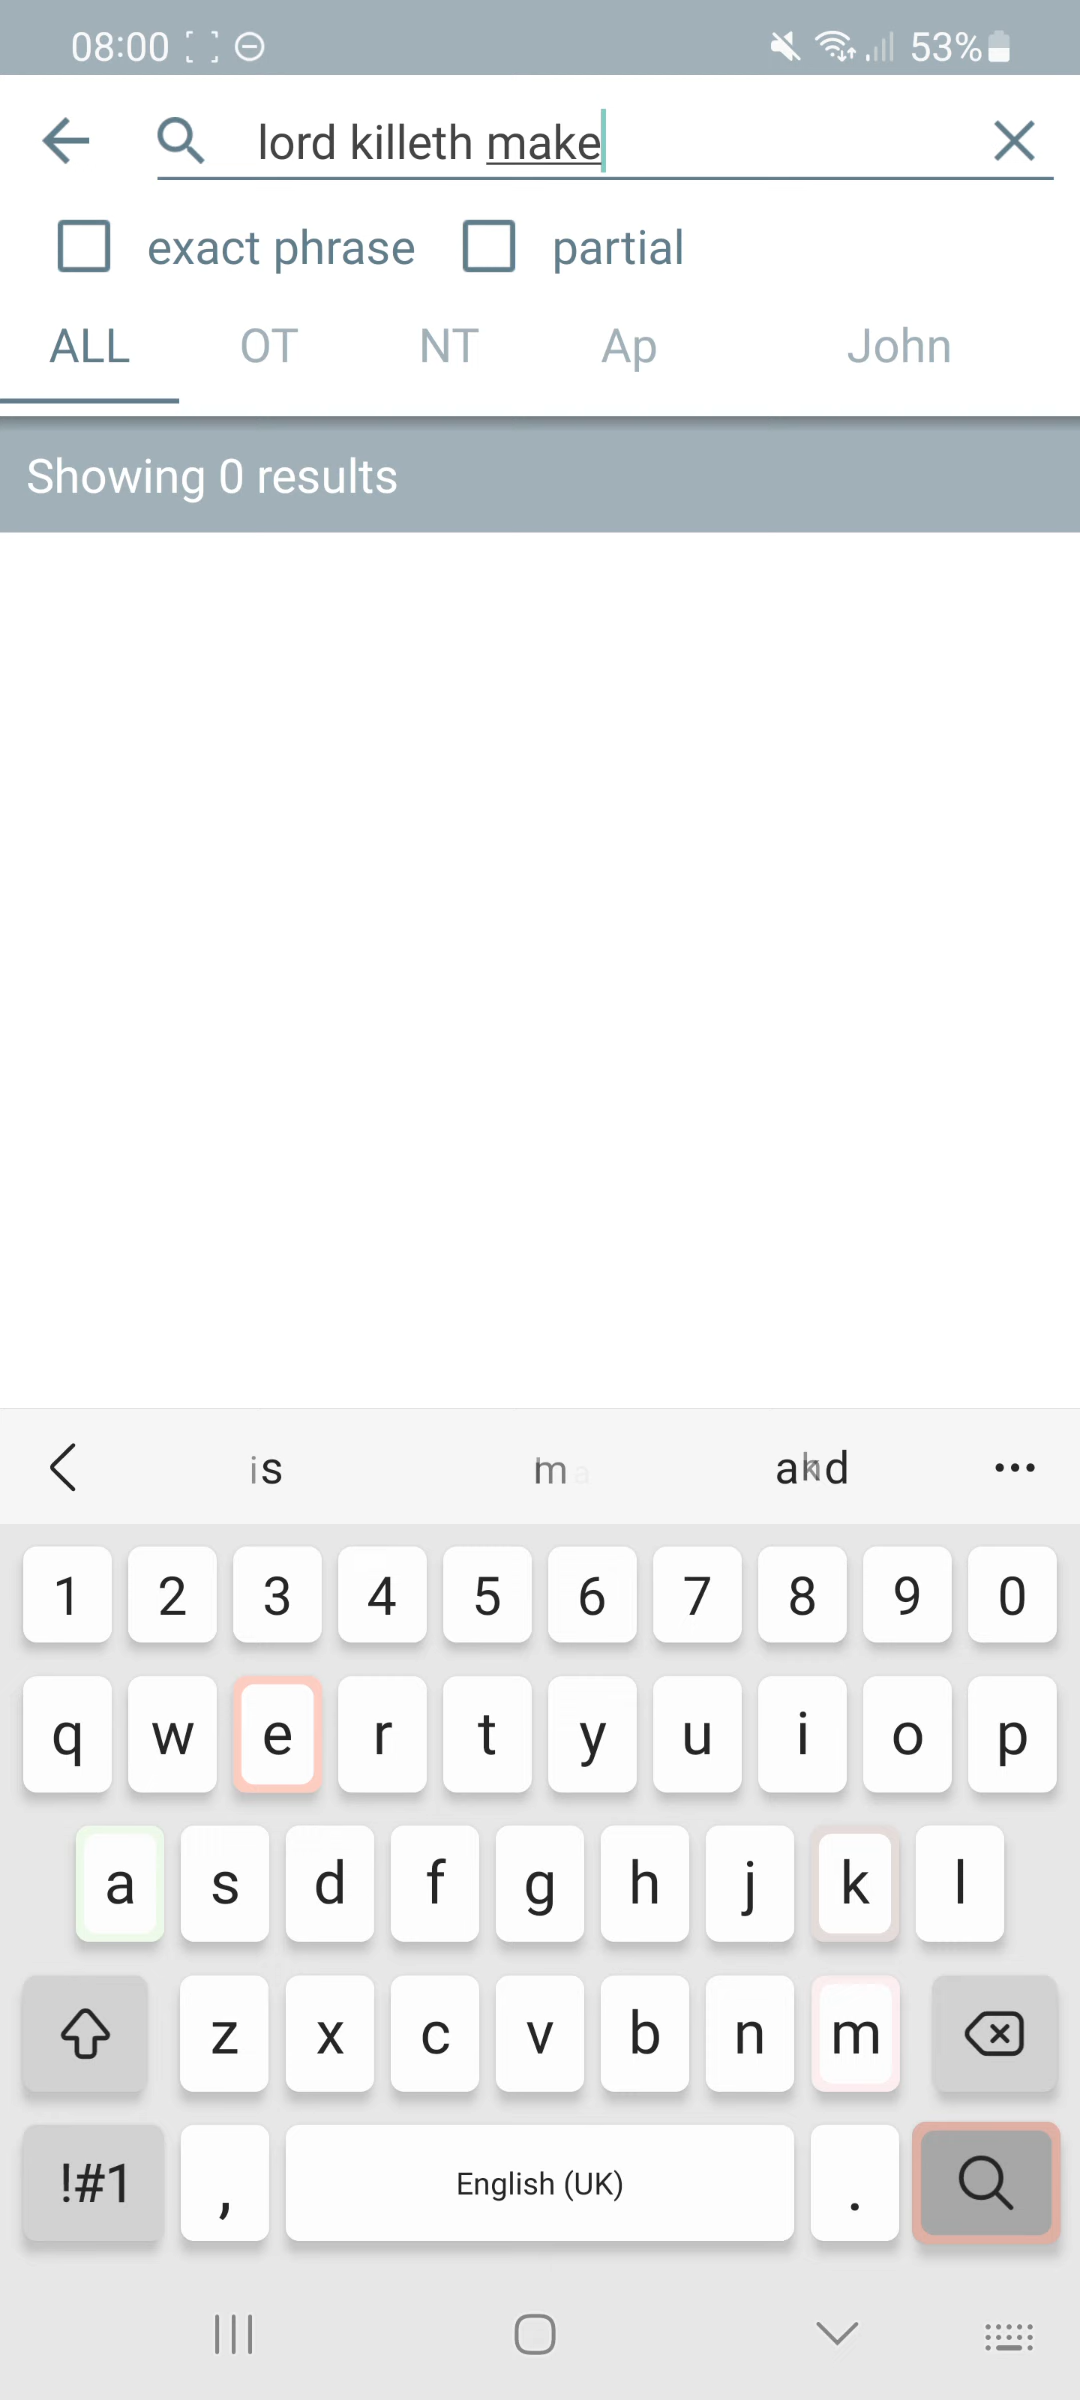 08:00 53%
lord killeth make
exact phrase partial
ALL OT NT Ap John
Showing 0 results
is m
1 2 3 4 5 6 7 8 9 0
q w e r t y u i o p
a s d f g h j k l
z x c v b n m
!#1 , English (UK) .